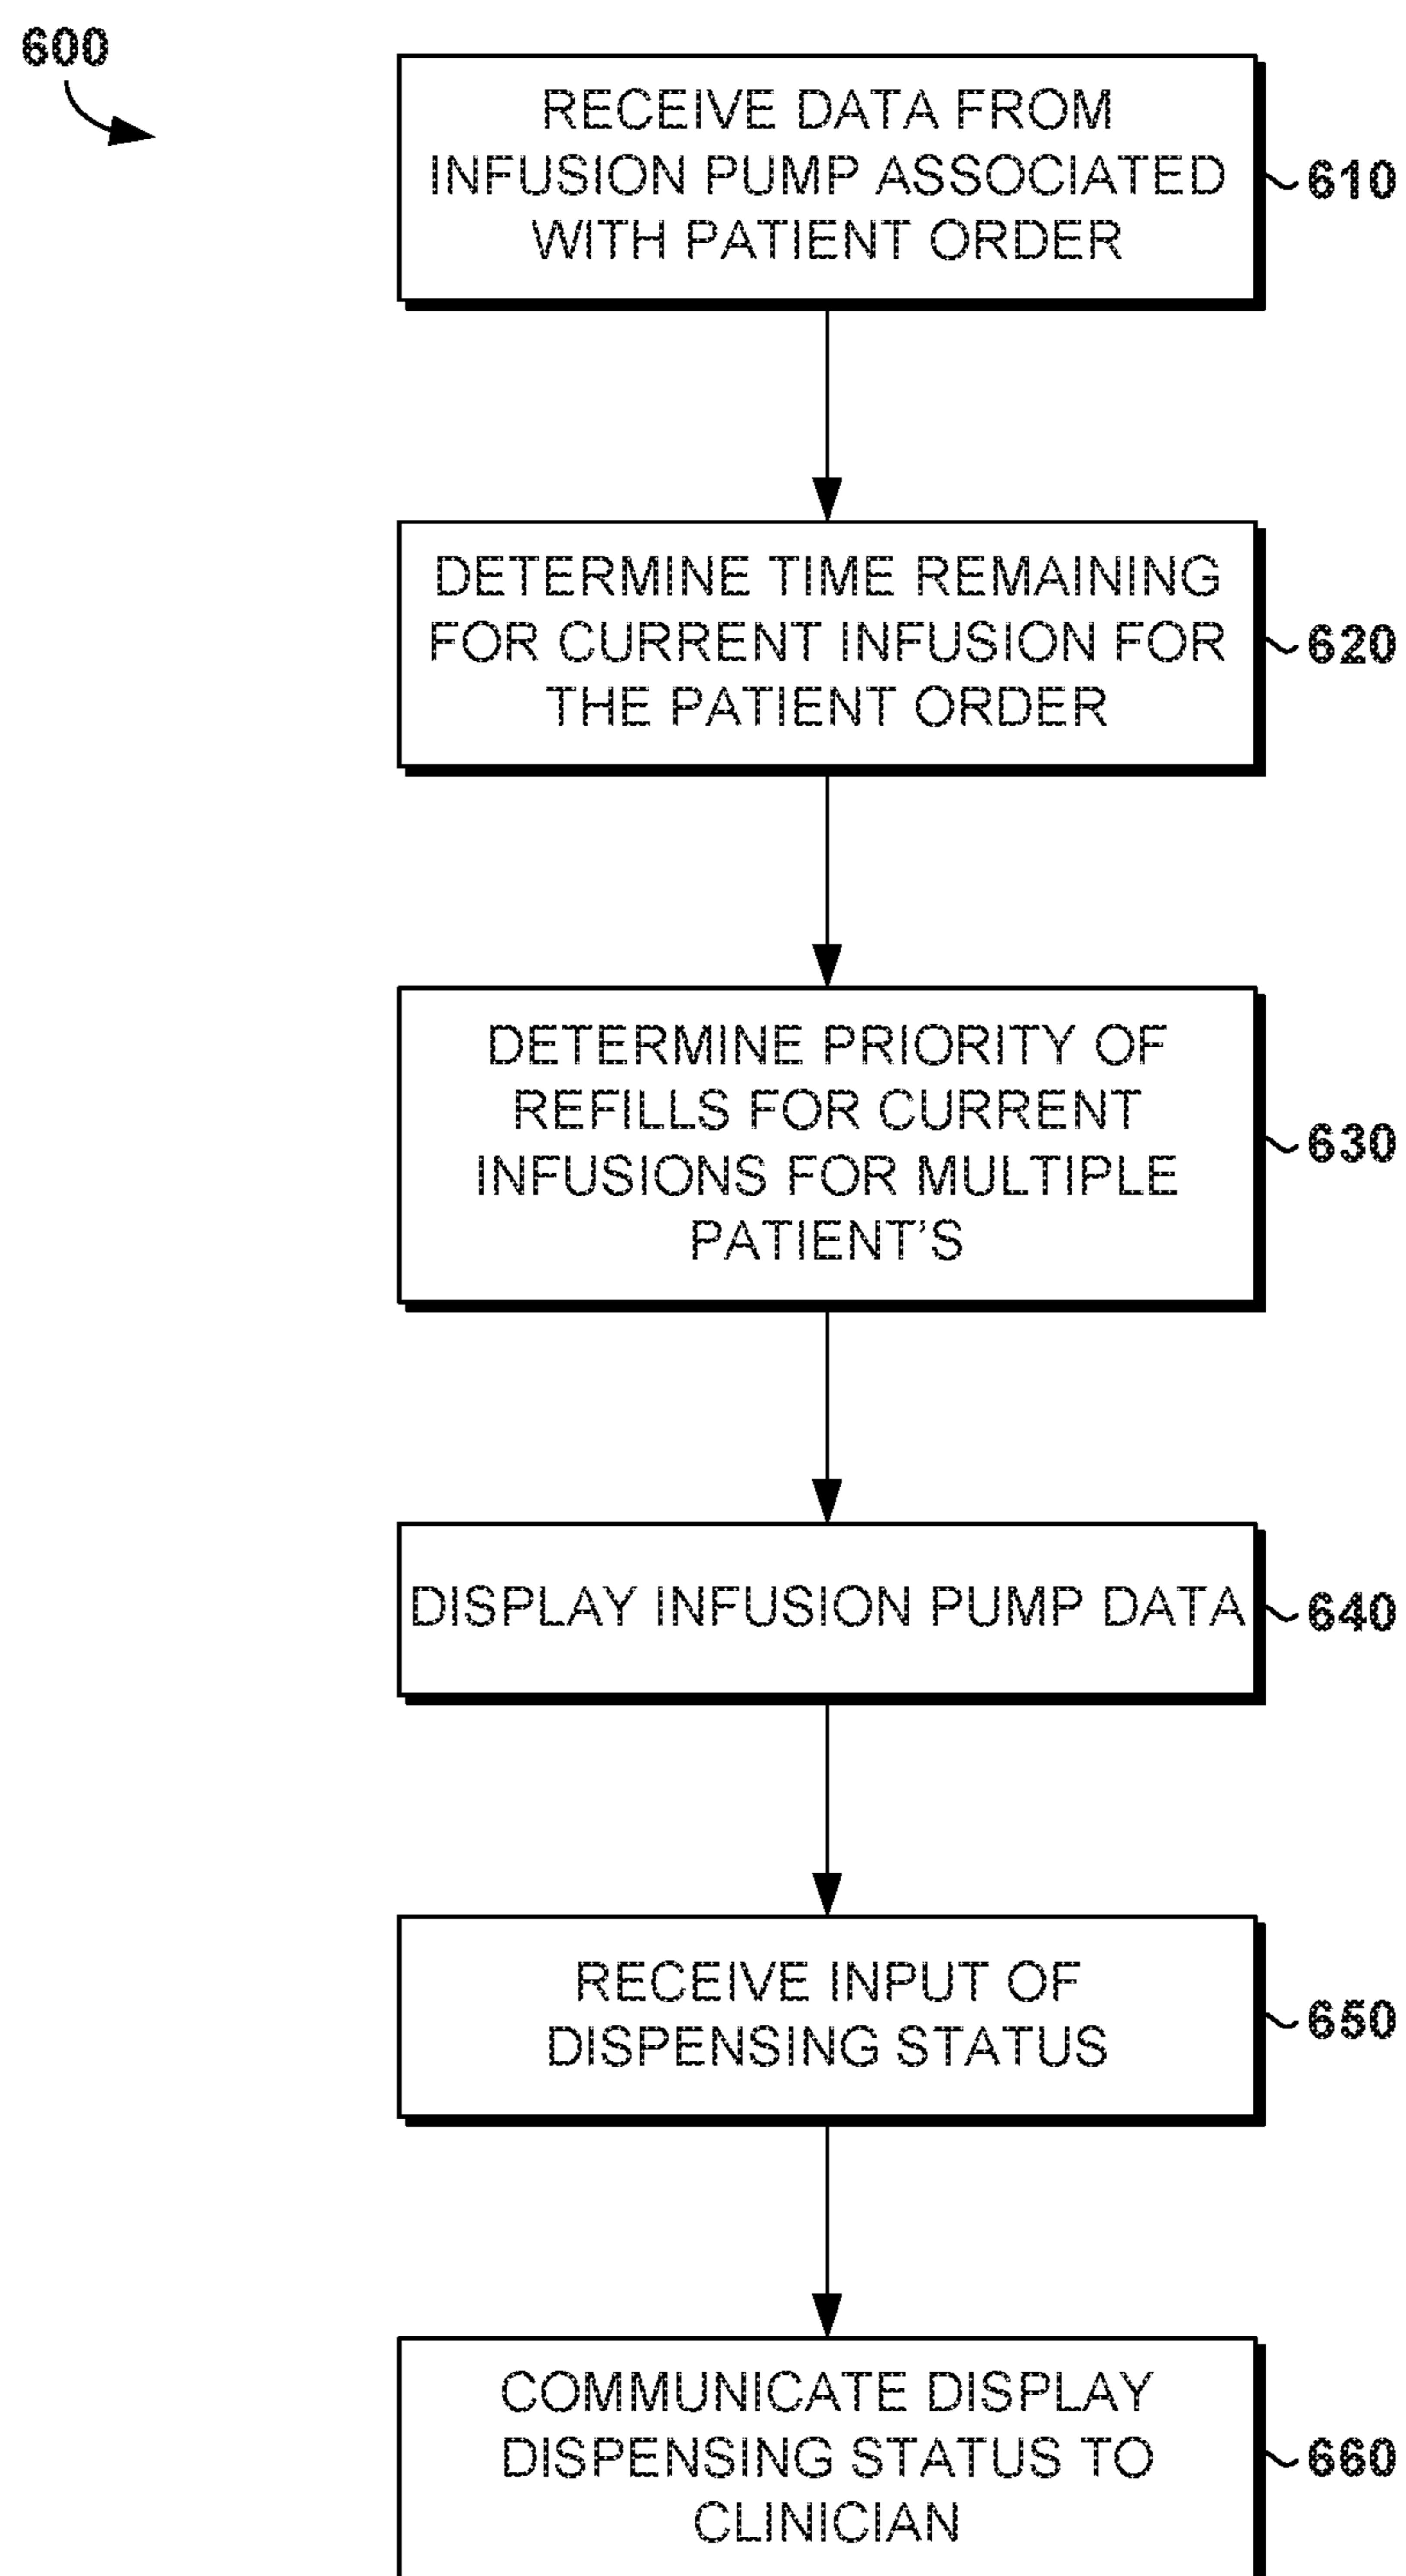 600
RECEIVE DATA FROM
INFUSION PUMP ASSOCIATED
WITH PATIENT ORDER
610
DETERMINE TIME REMAINING
FOR CURRENT INFUSION FOR
THE PATIENT ORDER
620
DETERMINE PRIORITY OF
REFILLS FOR CURRENT
INFUSIONS FOR MULTIPLE
PATIENT’S
630
DISPLAY INFUSION PUMP DATA
640
RECEIVE INPUT OF
DISPENSING STATUS
650
COMMUNICATE DISPLAY
DISPENSING STATUS TO
CLINICIAN
660